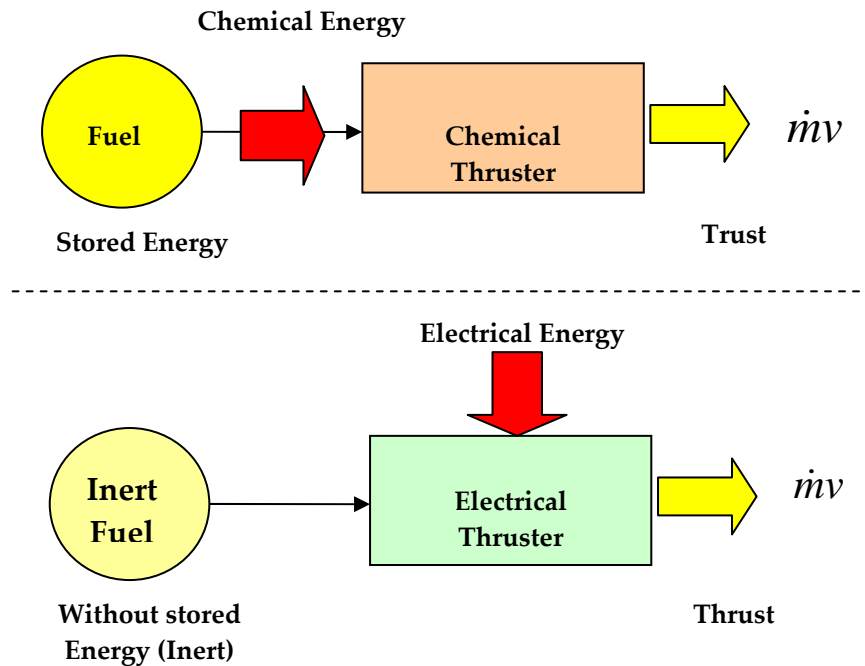 Chemical Energy
Fuel
Chemical
Thruster
ṁv
Stored Energy
Trust
Electrical Energy
Inert
Fuel
Electrical
Thruster
ṁv
Without stored
Energy (Inert)
Thrust